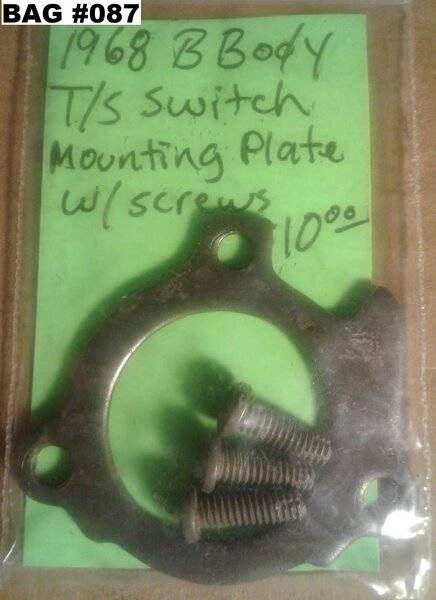 BAG #087
1968 B Body
T/S Switch
Mounting Plate
w/ screws
$10.00